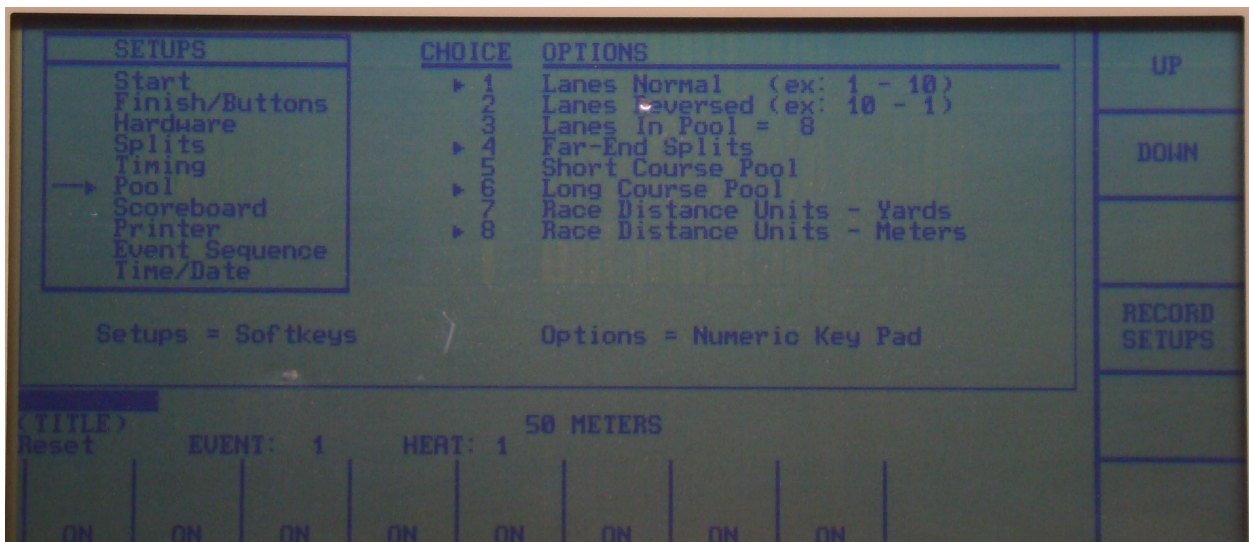 SETUPS
Start
Finish/Buttons
Hardware
Splits
Timing
Pool
Scoreboard
Printer
Event Sequence
Time/Date
CHOICE OPTIONS
1 Lanes Normal (ex: 1 - 10)
2 Lanes Reversed (ex: 10 - 1)
3 Lanes In Pool = 8
4 Far-End Splits
5 Short Course Pool
6 Long Course Pool
7 Race Distance Units - Yards
8 Race Distance Units - Meters
Setups = Softkeys
Options = Numeric Key Pad
UP
DOWN
RECORD
SETUPS
(TITLE) 50 METERS
Reset EVENT: 1 HEAT: 1
ON ON ON ON ON ON ON ON